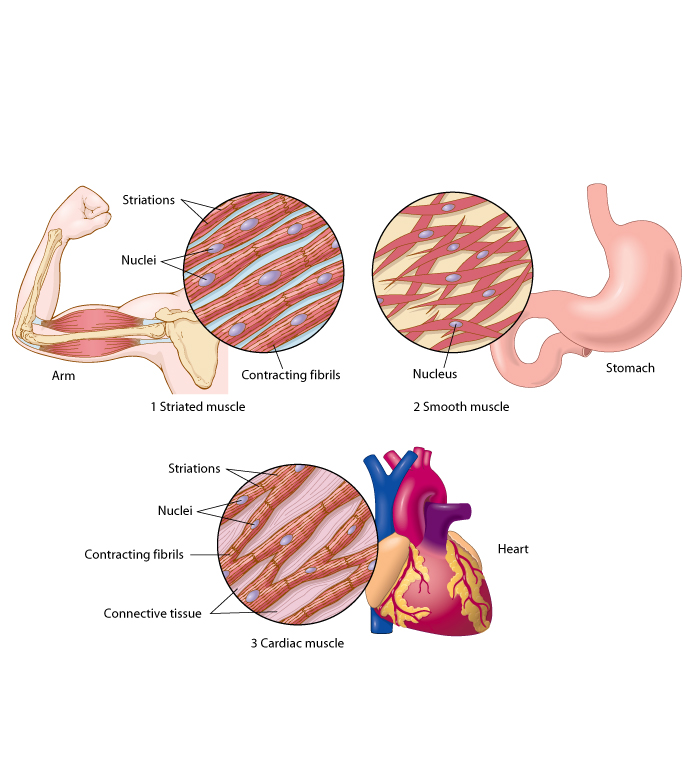 Striations
Nuclei
Contracting fibrils
Arm
1 Striated muscle
Nucleus
Stomach
2 Smooth muscle
Striations
Nuclei
Contracting fibrils
Connective tissue
Heart
3 Cardiac muscle